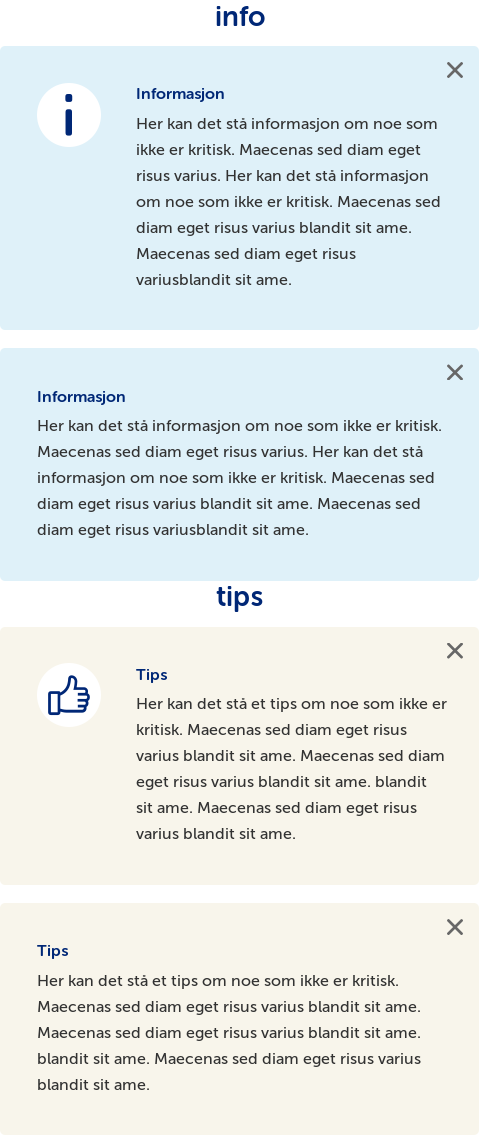 info
Informasjon
Her kan det stå informasjon om noe som
ikke er kritisk. Maecenas sed diam eget
risus varius. Her kan det stå informasjon
om noe som ikke er kritisk. Maecenas sed
diam eget risus varius blandit sit ame.
Maecenas sed diam eget risus
variusblandit sit ame.
Informasjon
Her kan det stå informasjon om noe som ikke er kritisk.
Maecenas sed diam eget risus varius. Her kan det stå
informasjon om noe som ikke er kritisk. Maecenas sed
diam eget risus varius blandit sit ame. Maecenas sed
diam eget risus variusblandit sit ame.
tips
Tips
Her kan det stå et tips om noe som ikke er
kritisk. Maecenas sed diam eget risus
varius blandit sit ame. Maecenas sed diam
eget risus varius blandit sit ame. blandit
sit ame. Maecenas sed diam eget risus
varius blandit sit ame.
Tips
Her kan det stå et tips om noe som ikke er kritisk.
Maecenas sed diam eget risus varius blandit sit ame.
Maecenas sed diam eget risus varius blandit sit ame.
blandit sit ame. Maecenas sed diam eget risus varius
blandit sit ame.